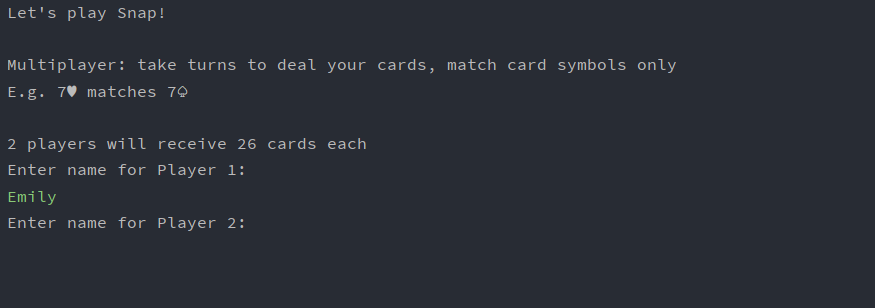 Let's play Snap!
Multiplayer: take turns to deal your cards, match card symbols only
E.g. 7♥ matches 7♤
2 players will receive 26 cards each
Enter name for Player 1:
Emily
Enter name for Player 2: